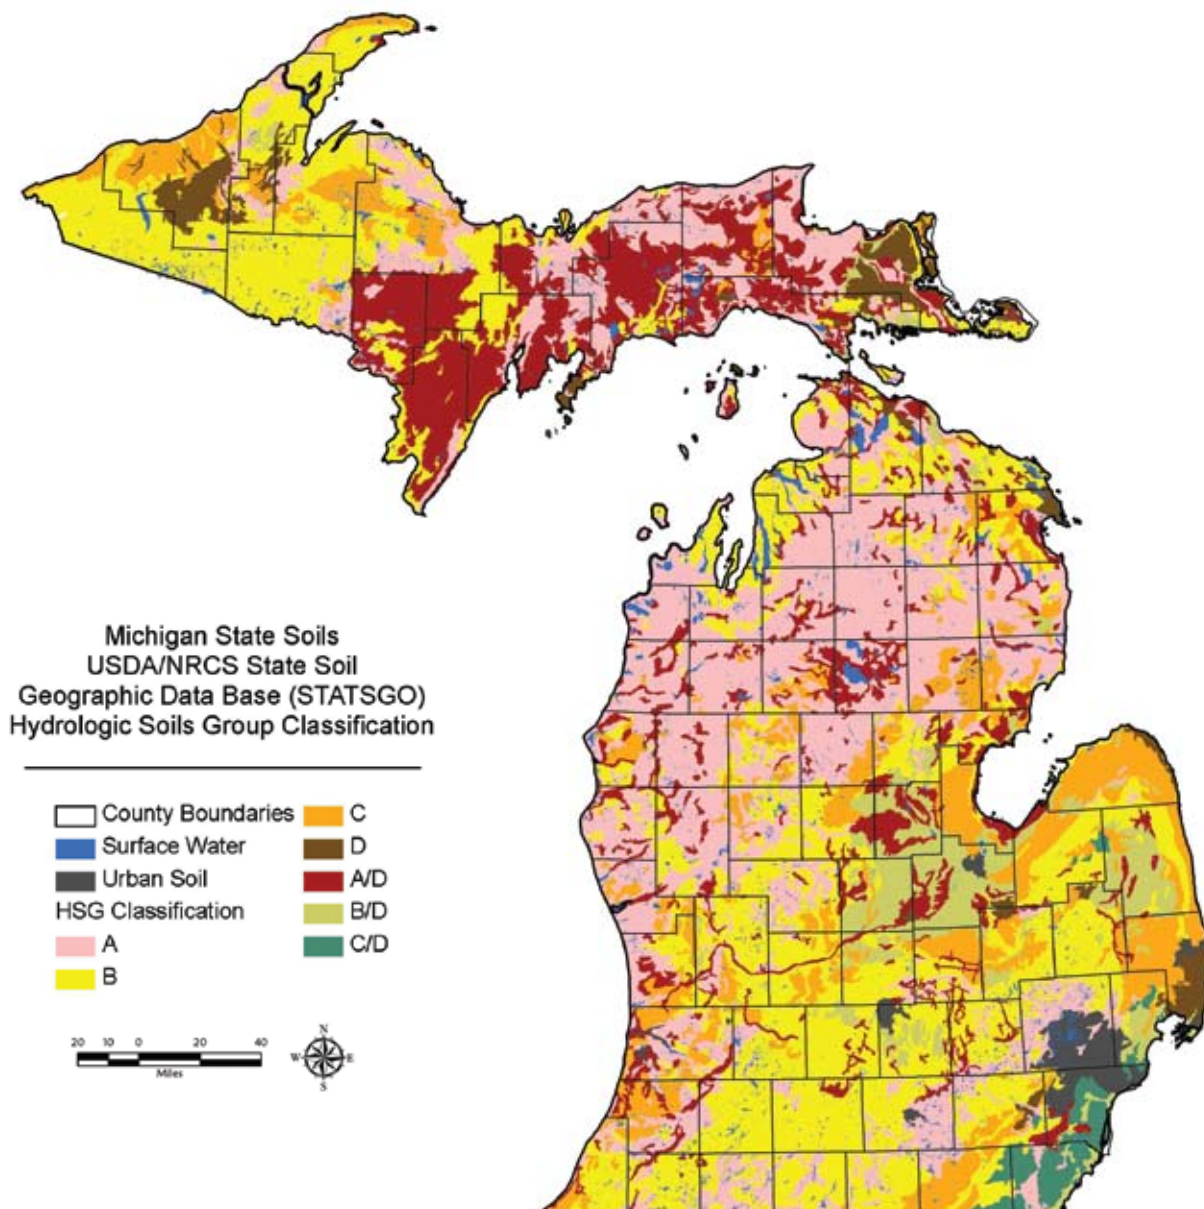 Michigan State Soils
USDA/NRCS State Soil
Geographic Data Base (STATSGO)
Hydrologic Soils Group Classification
County Boundaries
Surface Water
Urban Soil
HSG Classification
A
B
C
D
A/D
B/D
C/D
20 10 0 20 40
Miles
N
W E
S